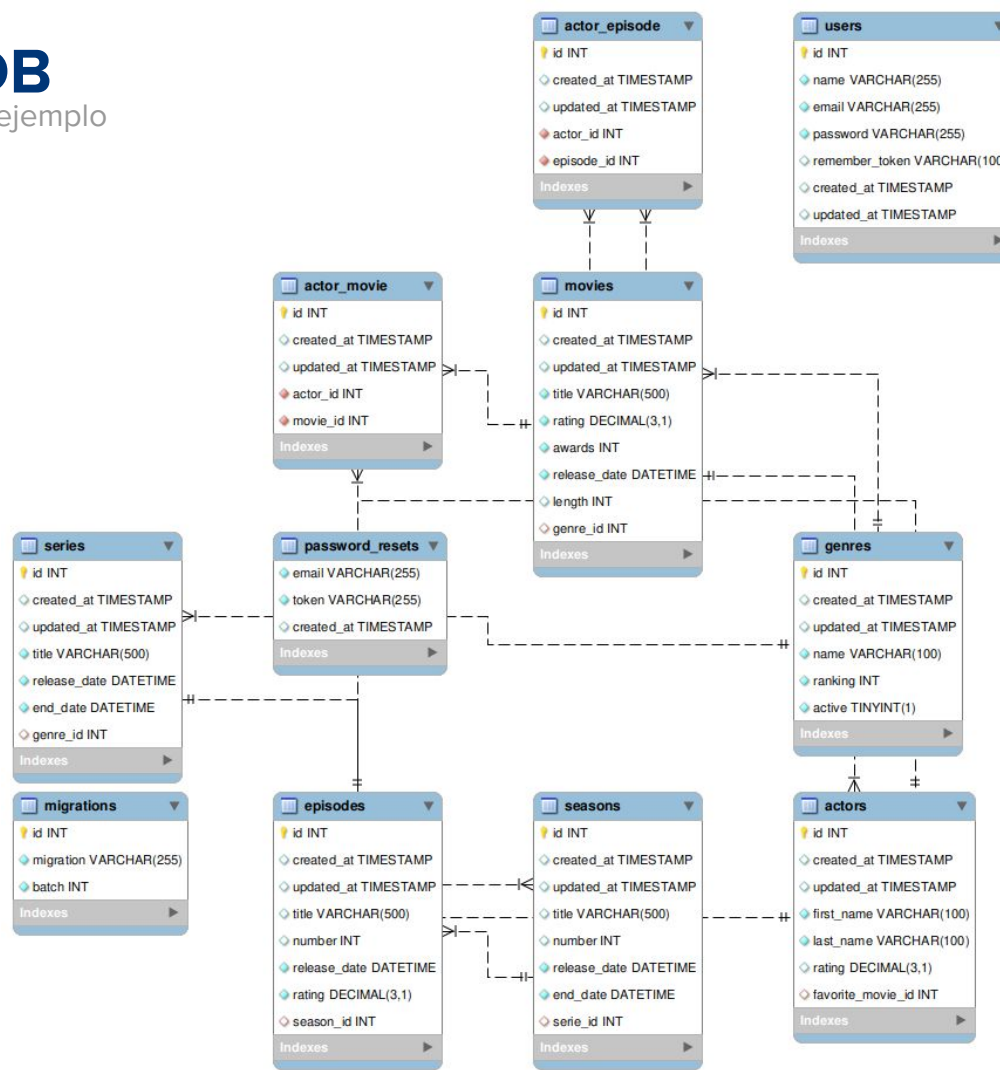 DB
ejemplo
actor_episode
id INT
created_at TIMESTAMP
updated_at TIMESTAMP
actor_id INT
episode_id INT
Indexes
users
id INT
name VARCHAR(255)
email VARCHAR(255)
password VARCHAR(255)
remember_token VARCHAR(100
created_at TIMESTAMP
updated_at TIMESTAMP
Indexes
actor_movie
id INT
created_at TIMESTAMP
updated_at TIMESTAMP
actor_id INT
movie_id INT
Indexes
movies
id INT
created_at TIMESTAMP
updated_at TIMESTAMP
title VARCHAR(500)
rating DECIMAL(3,1)
awards INT
release_date DATETIME
length INT
genre_id INT
Indexes
series
id INT
created_at TIMESTAMP
updated_at TIMESTAMP
title VARCHAR(500)
release_date DATETIME
end_date DATETIME
genre_id INT
Indexes
password_resets
email VARCHAR(255)
token VARCHAR(255)
created_at TIMESTAMP
Indexes
genres
id INT
created_at TIMESTAMP
updated_at TIMESTAMP
name VARCHAR(100)
ranking INT
active TINYINT(1)
Indexes
migrations
id INT
migration VARCHAR(255)
batch INT
Indexes
episodes
id INT
created_at TIMESTAMP
updated_at TIMESTAMP
title VARCHAR(500)
number INT
release_date DATETIME
rating DECIMAL(3,1)
season_id INT
Indexes
seasons
id INT
created_at TIMESTAMP
updated_at TIMESTAMP
title VARCHAR(500)
number INT
release_date DATETIME
end_date DATETIME
serie_id INT
Indexes
actors
id INT
created_at TIMESTAMP
updated_at TIMESTAMP
first_name VARCHAR(100)
last_name VARCHAR(100)
rating DECIMAL(3,1)
favorite_movie_id INT
Indexes